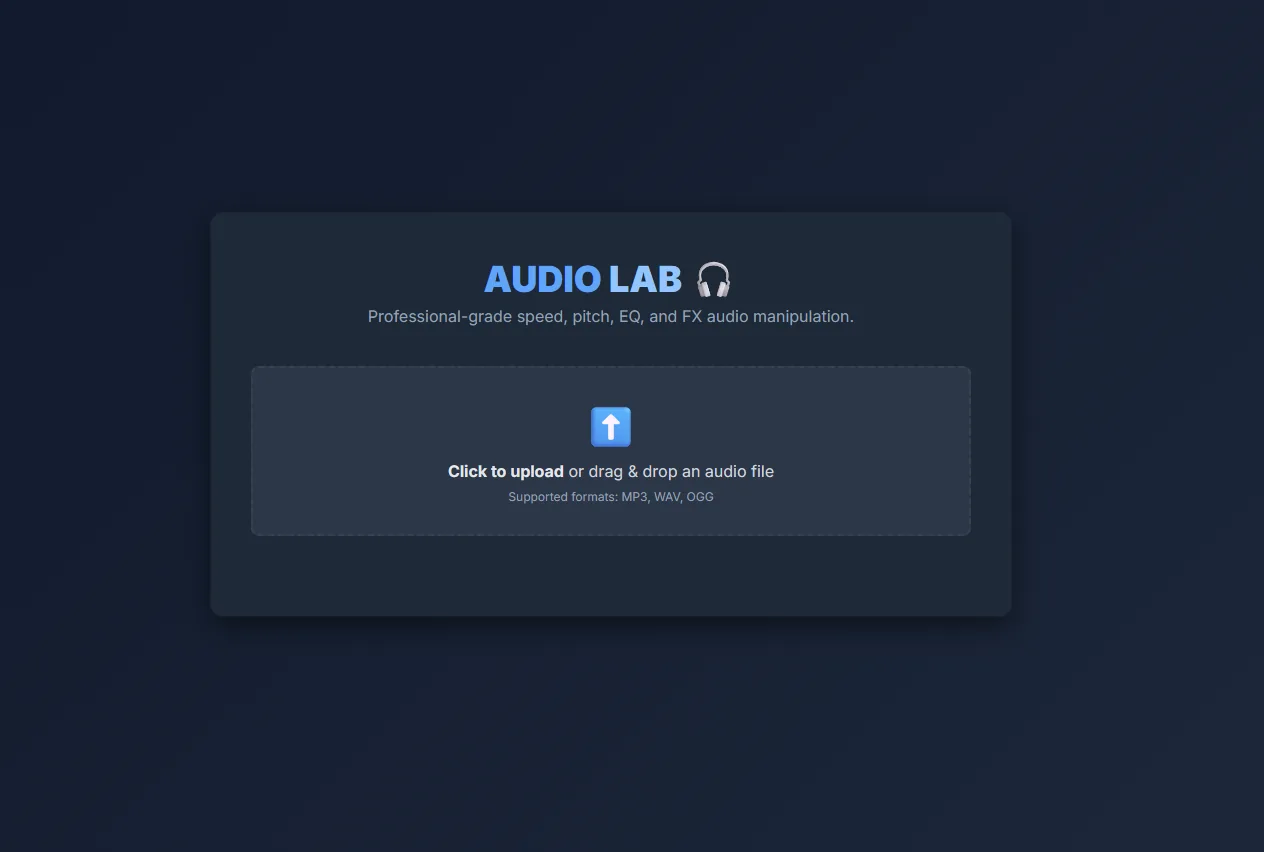 AUDIO LAB 🎧
Professional-grade speed, pitch, EQ, and FX audio manipulation.
Click to upload or drag & drop an audio file
Supported formats: MP3, WAV, OGG